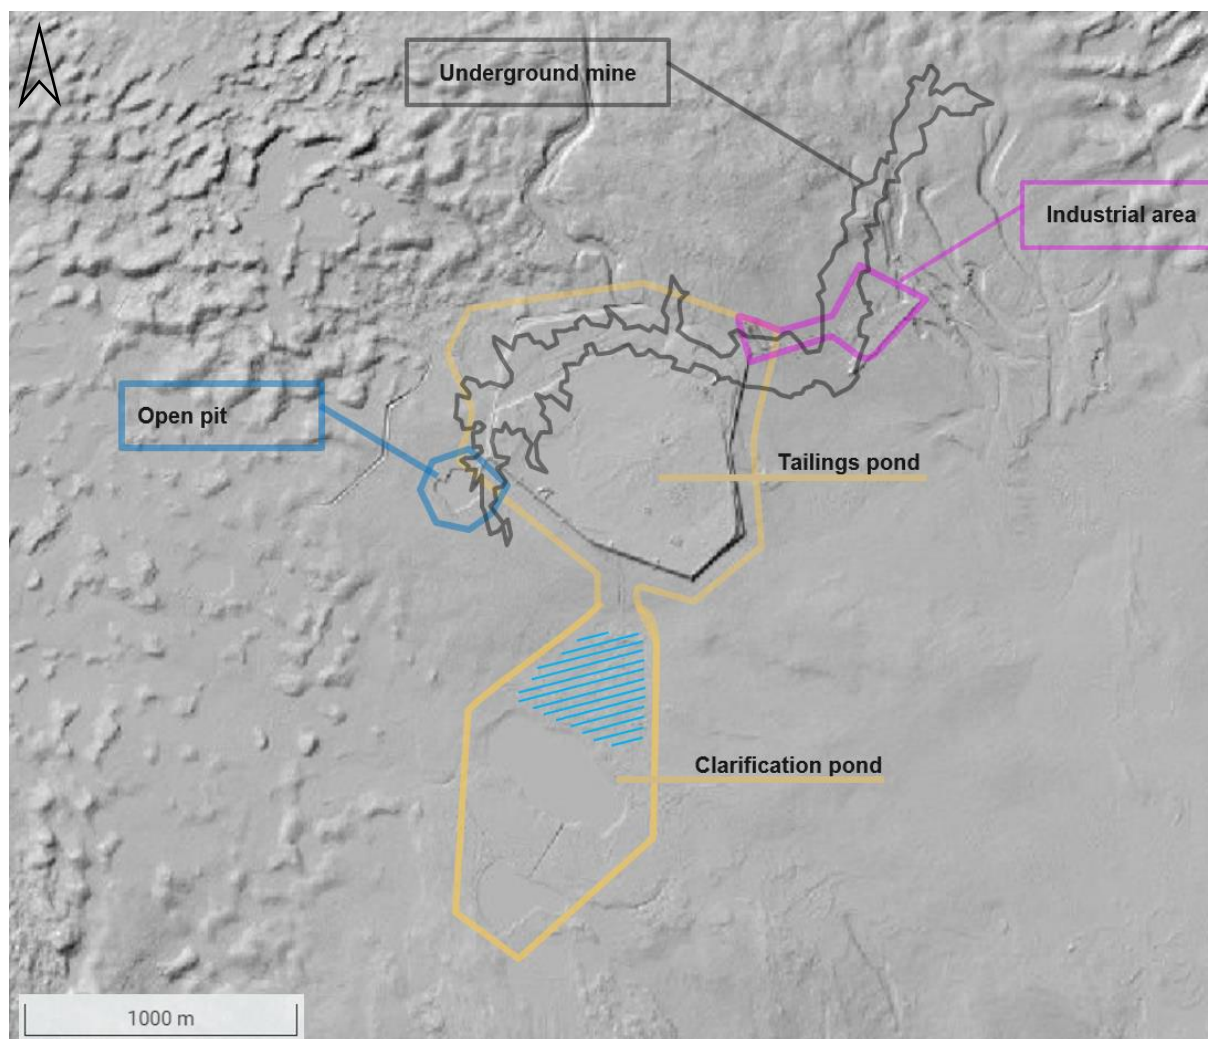 Underground mine
Industrial area
Open pit
Tailings pond
Clarification pond
1000 m